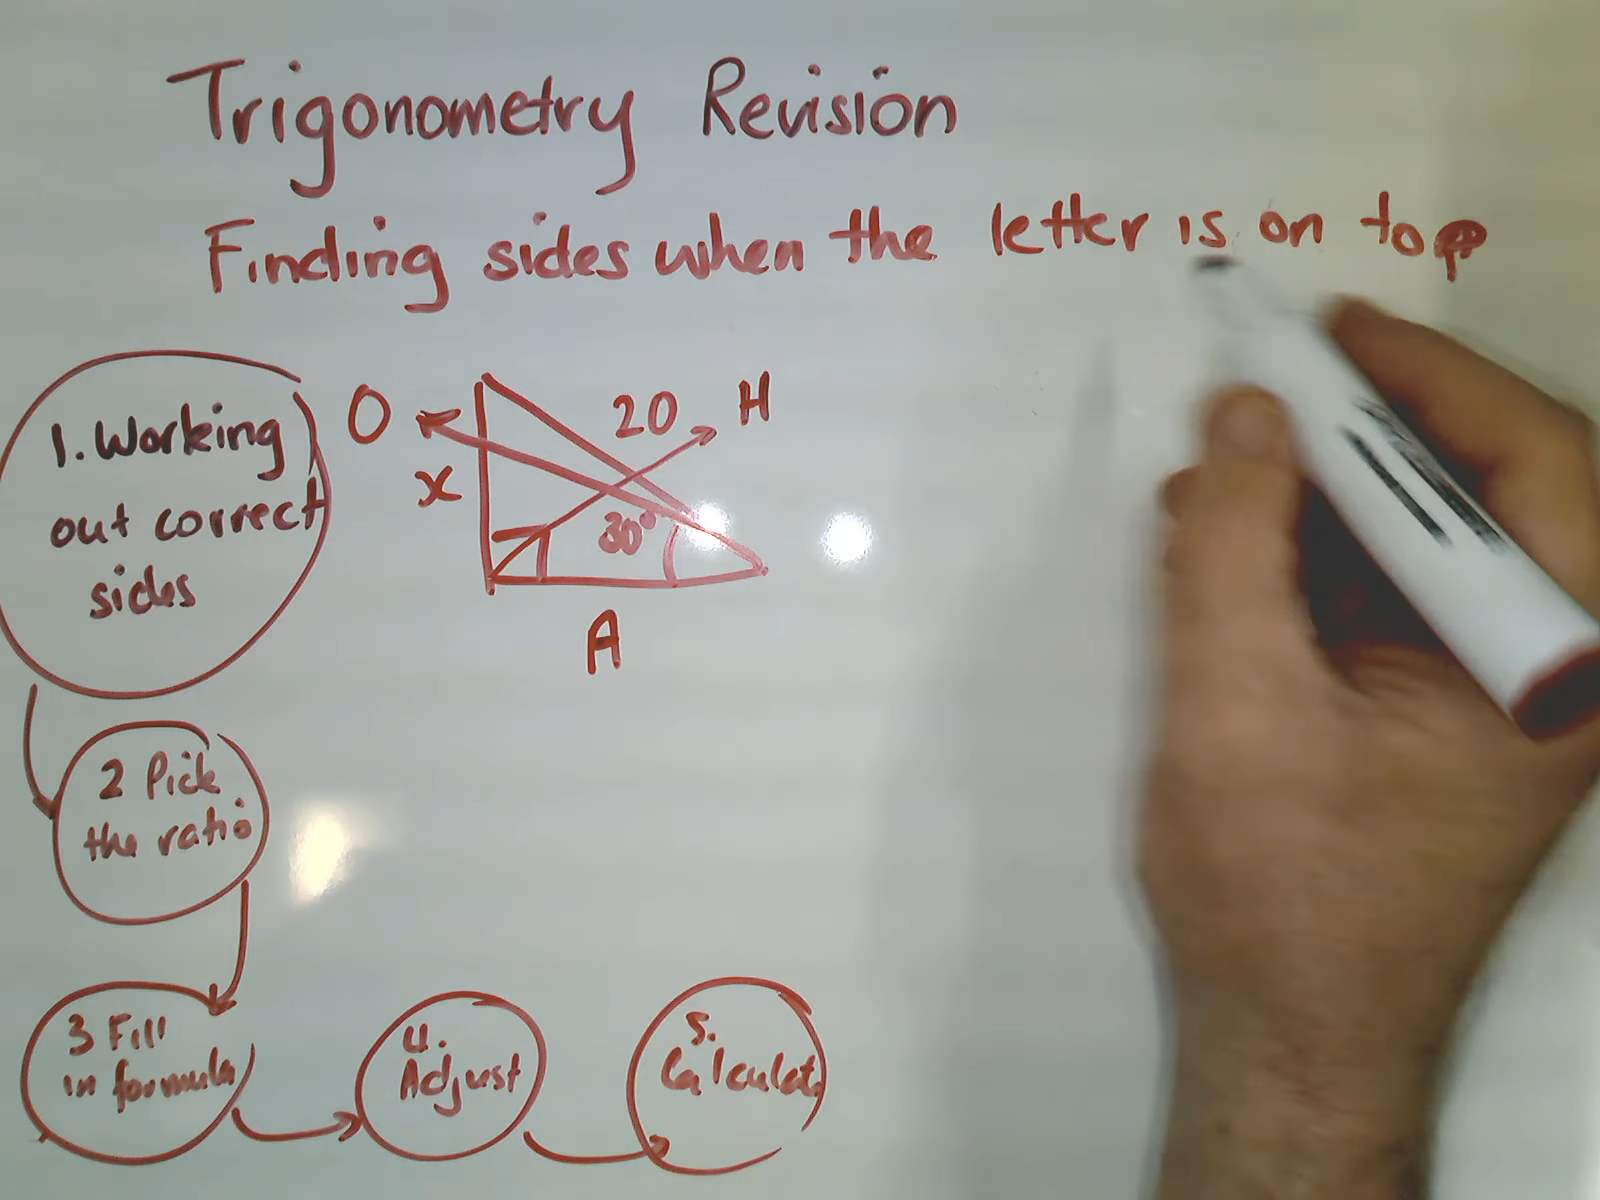 Trigonometry Revision
Finding sides when the letter is on top
1. Working
out correct
sides
O
20
H
x
30°
A
2 Pick
the ratio
3 Fill
in formula
4.
Adjust
5.
Calculate